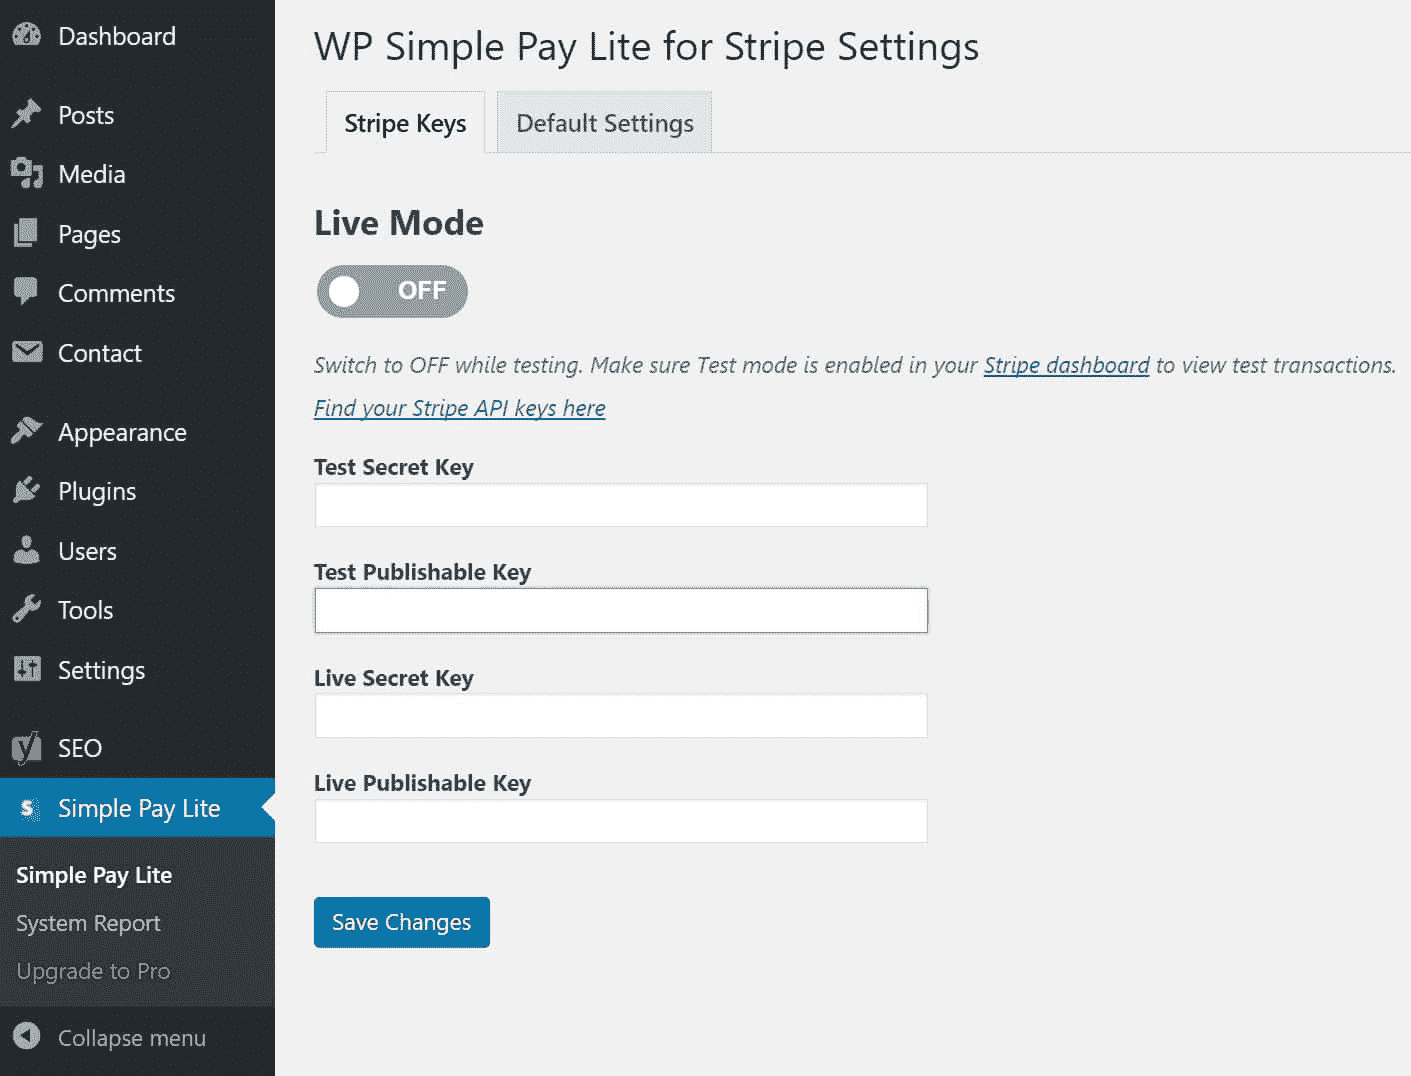 Dashboard
Posts
Media
Pages
Comments
Contact
Appearance
Plugins
Users
Tools
Settings
SEO
Simple Pay Lite
Simple Pay Lite
System Report
Upgrade to Pro
Collapse menu
WP Simple Pay Lite for Stripe Settings
Stripe Keys
Default Settings
Live Mode
OFF
Switch to OFF while testing. Make sure Test mode is enabled in your Stripe dashboard to view test transactions.
Find your Stripe API keys here
Test Secret Key
Test Publishable Key
Live Secret Key
Live Publishable Key
Save Changes